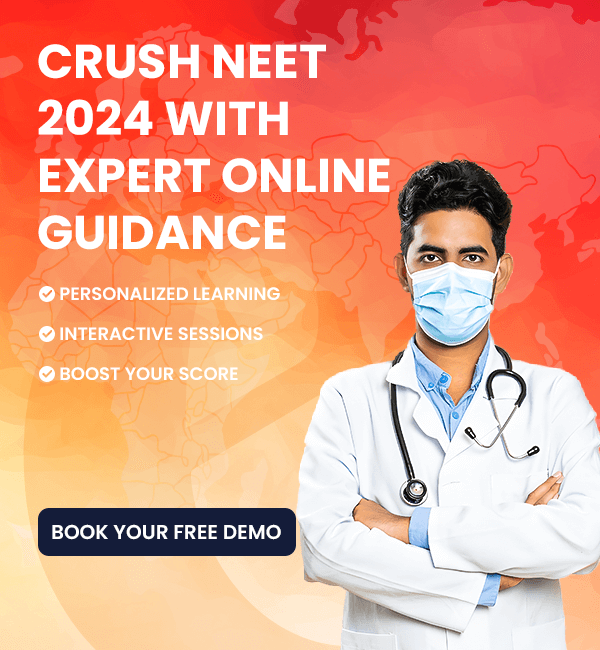 CRUSH NEET
2024 WITH
EXPERT ONLINE
GUIDANCE
PERSONALIZED LEARNING
INTERACTIVE SESSIONS
BOOST YOUR SCORE
BOOK YOUR FREE DEMO